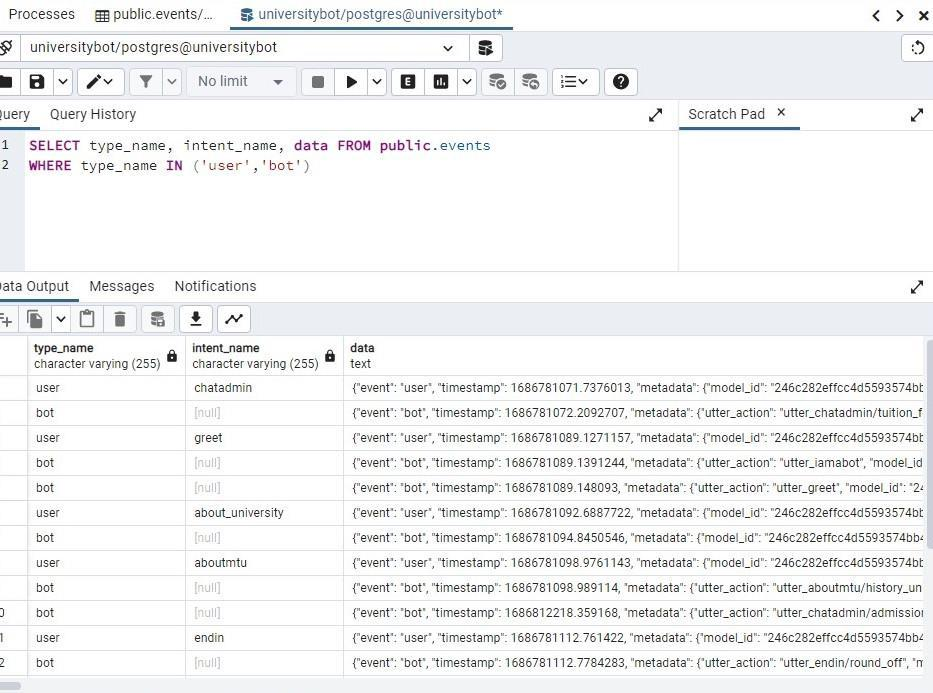 Processes public.events/... universitybot/postgres@universitybot*
universitybot/postgres@universitybot
No limit E
Query Query History Scratch Pad
1 SELECT type_name, intent_name, data FROM public.events
2 WHERE type_name IN ('user','bot')
Data Output Messages Notifications
type_name intent_name data
character varying (255) character varying (255) text
user chatadmin {"event": "user", "timestamp": 1686781071.7376013, "metadata": {"model_id": "246c282effcc4d5593574bb
bot [null] {"event": "bot", "timestamp": 1686781072.2092707, "metadata": {"utter_action": "utter_chatadmin/tuition_f
user greet {"event": "user", "timestamp": 1686781089.1271157, "metadata": {"model_id": "246c282effcc4d5593574bb
bot [null] {"event": "bot", "timestamp": 1686781089.1391244, "metadata": {"utter_action": "utter_iamabot", "model_id
bot [null] {"event": "bot", "timestamp": 1686781089.148093, "metadata": {"utter_action": "utter_greet", "model_id": "24
user about_university {"event": "user", "timestamp": 1686781092.6887722, "metadata": {"model_id": "246c282effcc4d5593574bb
bot [null] {"event": "bot", "timestamp": 1686781094.8450546, "metadata": {"model_id": "246c282effcc4d5593574bb4
user aboutmtu {"event": "user", "timestamp": 1686781098.9761143, "metadata": {"model_id": "246c282effcc4d5593574bb
bot [null] {"event": "bot", "timestamp": 1686781098.989114, "metadata": {"utter_action": "utter_aboutmtu/history_un
0 bot [null] {"event": "bot", "timestamp": 1686812218.359168, "metadata": {"utter_action": "utter_chatadmin/admission
1 user endin {"event": "user", "timestamp": 1686781112.761422, "metadata": {"model_id": "246c282effcc4d5593574bb4
2 bot [null] {"event": "bot", "timestamp": 1686781112.7784283, "metadata": {"utter_action": "utter_endin/round_off", "m